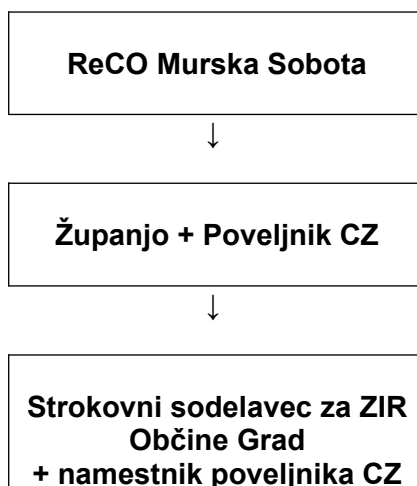 ReCO Murska Sobota
↓
Županjo + Poveljnik CZ
↓
Strokovni sodelavec za ZIR
Občine Grad
+ namestnik poveljnika CZ